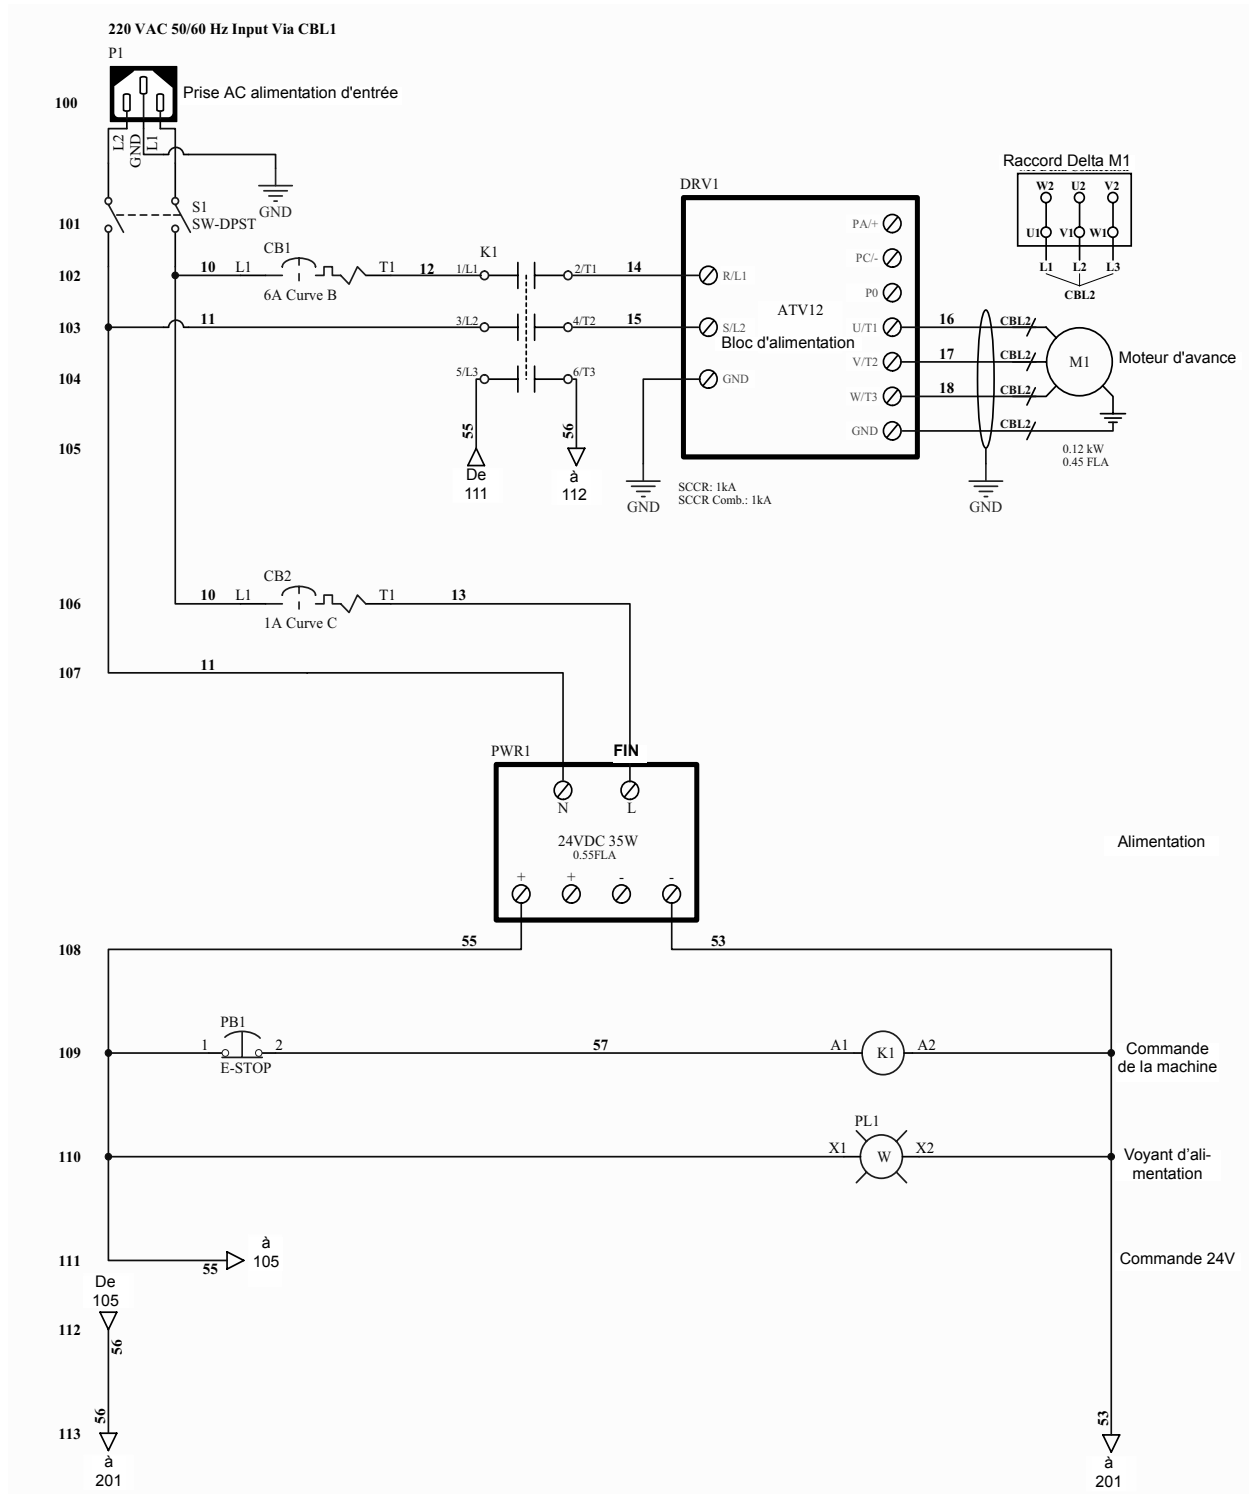 220 VAC 50/60 Hz Input Via CBL1
P1
Prise AC alimentation d'entrée
100
L2
GND
L1
GND
S1
SW-DPST
101
DRV1
Raccord Delta M1
W2 U2 V2
U1 V1 W1
L1 L2 L3
CBL2
CB1
K1
PA/+
PC/-
P0
102
10 L1 T1 12 1/L1 2/T1 14 R/L1
6A Curve B
ATV12
103
11 3/L2 4/T2 15 S/L2
Bloc d'alimentation
U/T1 16 CBL2
V/T2 17 CBL2
M1
Moteur d'avance
104
5/L3 6/T3 GND
W/T3 18 CBL2
GND CBL2
55
56
105
De
111
à
112
GND
SCCR: 1kA
SCCR Comb.: 1kA
GND
0.12 kW
0.45 FLA
CB2
106
10 L1 T1 13
1A Curve C
107
11
PWR1
FIN
N L
24VDC 35W
0.55FLA
+ + - -
Alimentation
108
55 53
PB1
109
1 2 57 A1 K1 A2
E-STOP
Commande
de la machine
PL1
110
X1 W X2
Voyant d'ali-
mentation
111
55
à
105
Commande 24V
De
105
112
56
56
113
à
201
53
à
201